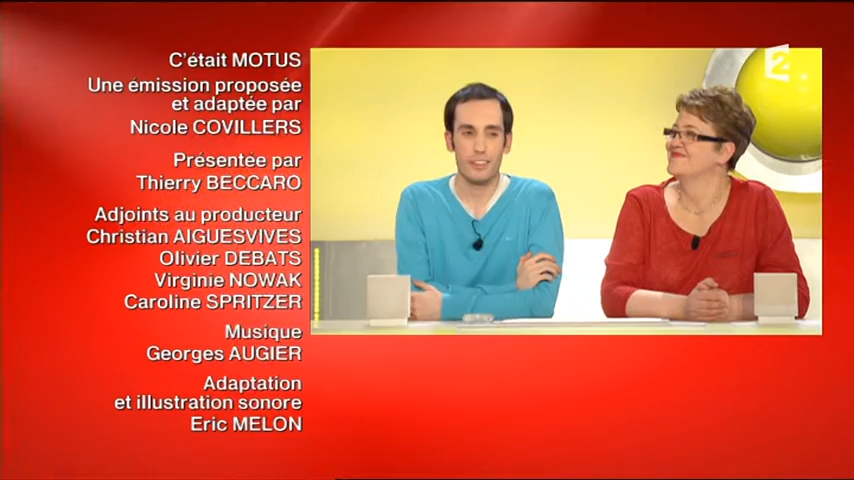 C'était MOTUS
Une émission proposée
et adaptée par
Nicole COVILLERS
Présentée par
Thierry BECCARO
Adjoints au producteur
Christian AIGUESVIVES
Olivier DEBATS
Virginie NOWAK
Caroline SPRITZER
Musique
Georges AUGIER
Adaptation
et illustration sonore
Eric MELON
2